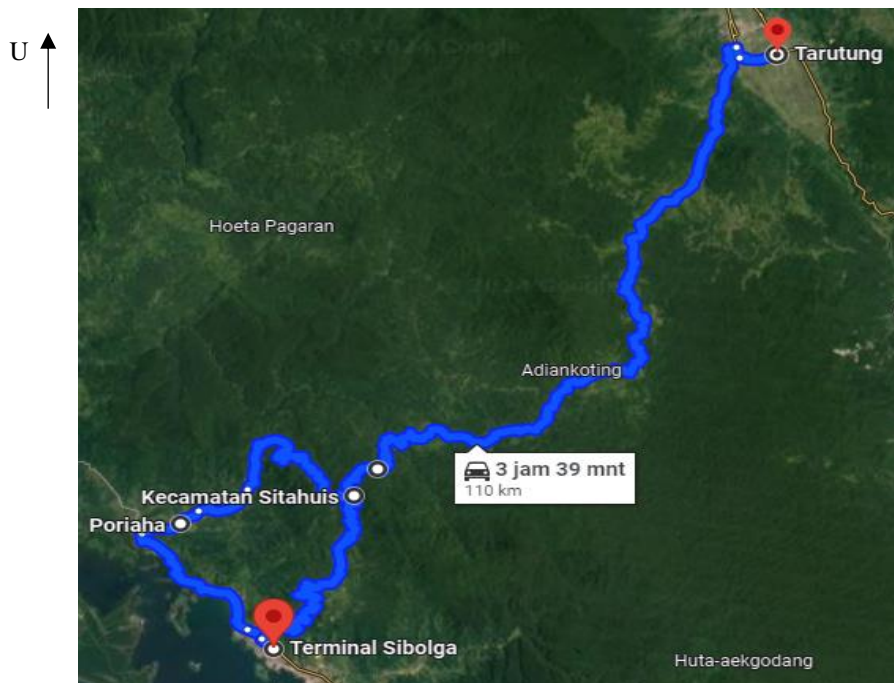 U
Tarutung
Hoeta Pagaran
Adiankoting
3 jam 39 mnt
110 km
Kecamatan Sitahuis
Poriaha
Terminal Sibolga
Huta-aekgodang